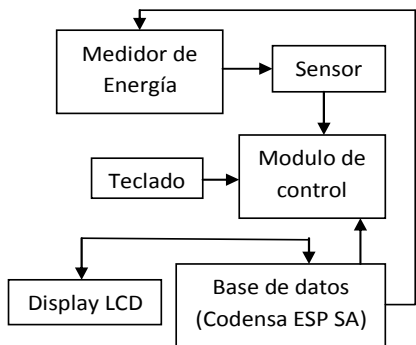 Medidor de
Energía
Sensor
Modulo de
control
Teclado
Display LCD
Base de datos
(Codensa ESP SA)